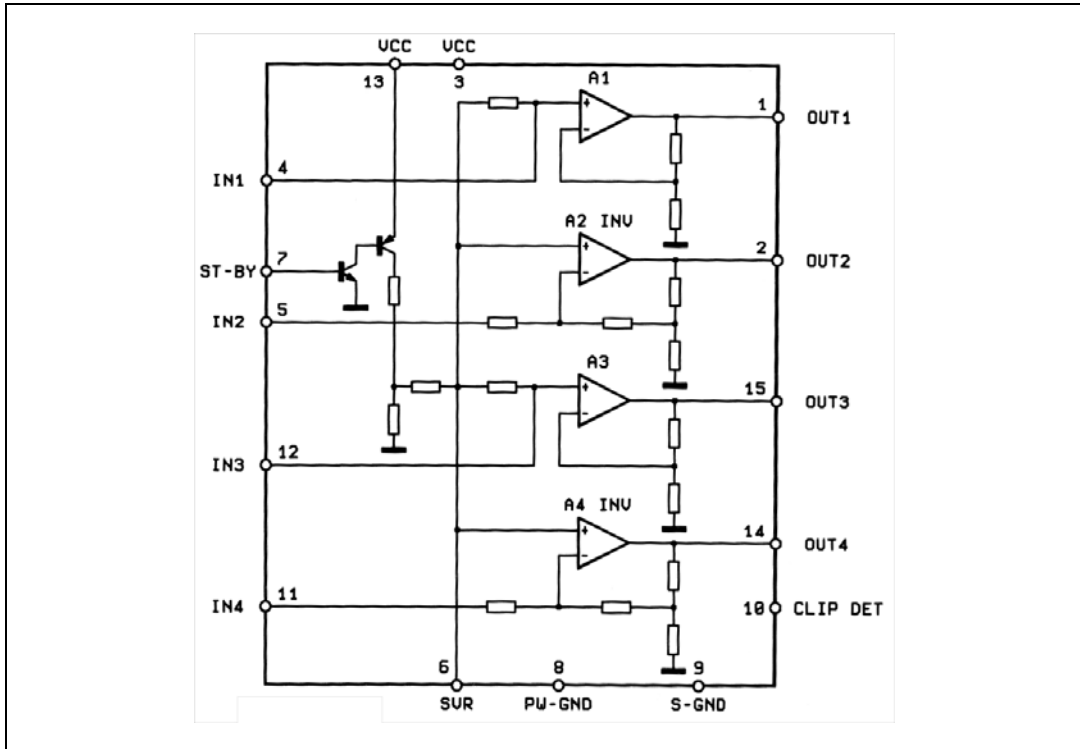 VCC VCC
13 3
A1
+
-
1 OUT1
4
IN1
A2 INV
+
-
2 OUT2
7
ST-BY
5
IN2
A3
+
-
15 OUT3
12
IN3
A4 INV
+
-
14 OUT4
11
IN4
10 CLIP DET
6 8 9
SVR PW-GND S-GND